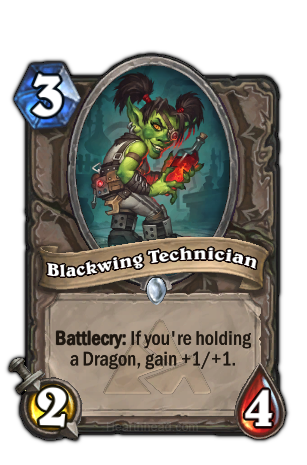 3
Blackwing Technician
Battlecry: If you're holding
a Dragon, gain +1/+1.
2
4